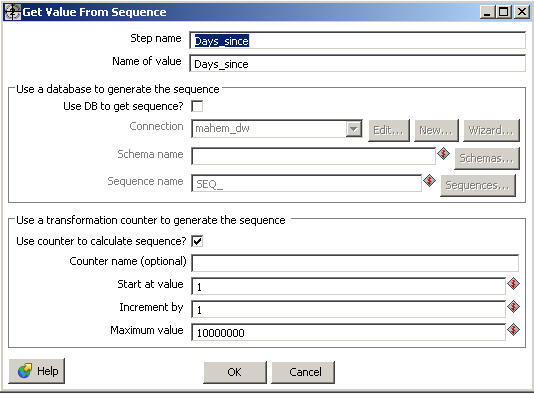 Get Value From Sequence
Step name Days_since
Name of value Days_since
Use a database to generate the sequence
Use DB to get sequence?
Connection mahem_dw Edit... New... Wizard...
Schema name Schemas...
Sequence name SEQ_ Sequences...
Use a transformation counter to generate the sequence
Use counter to calculate sequence?
Counter name (optional)
Start at value 1
Increment by 1
Maximum value 10000000
Help OK Cancel